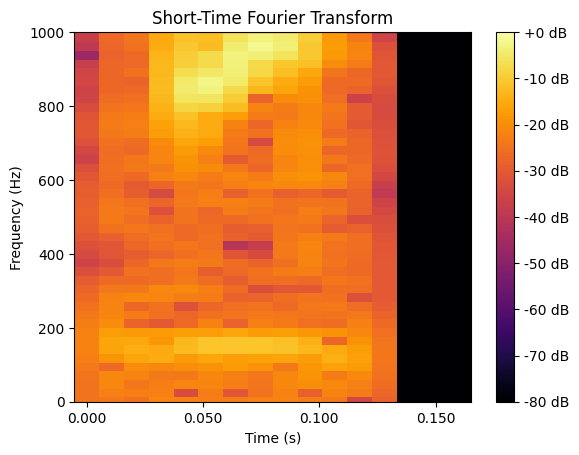 Short-Time Fourier Transform
1000
800
600
400
200
0
Frequency (Hz)
0.000
0.050
0.100
0.150
Time (s)
+0 dB
-10 dB
-20 dB
-30 dB
-40 dB
-50 dB
-60 dB
-70 dB
-80 dB